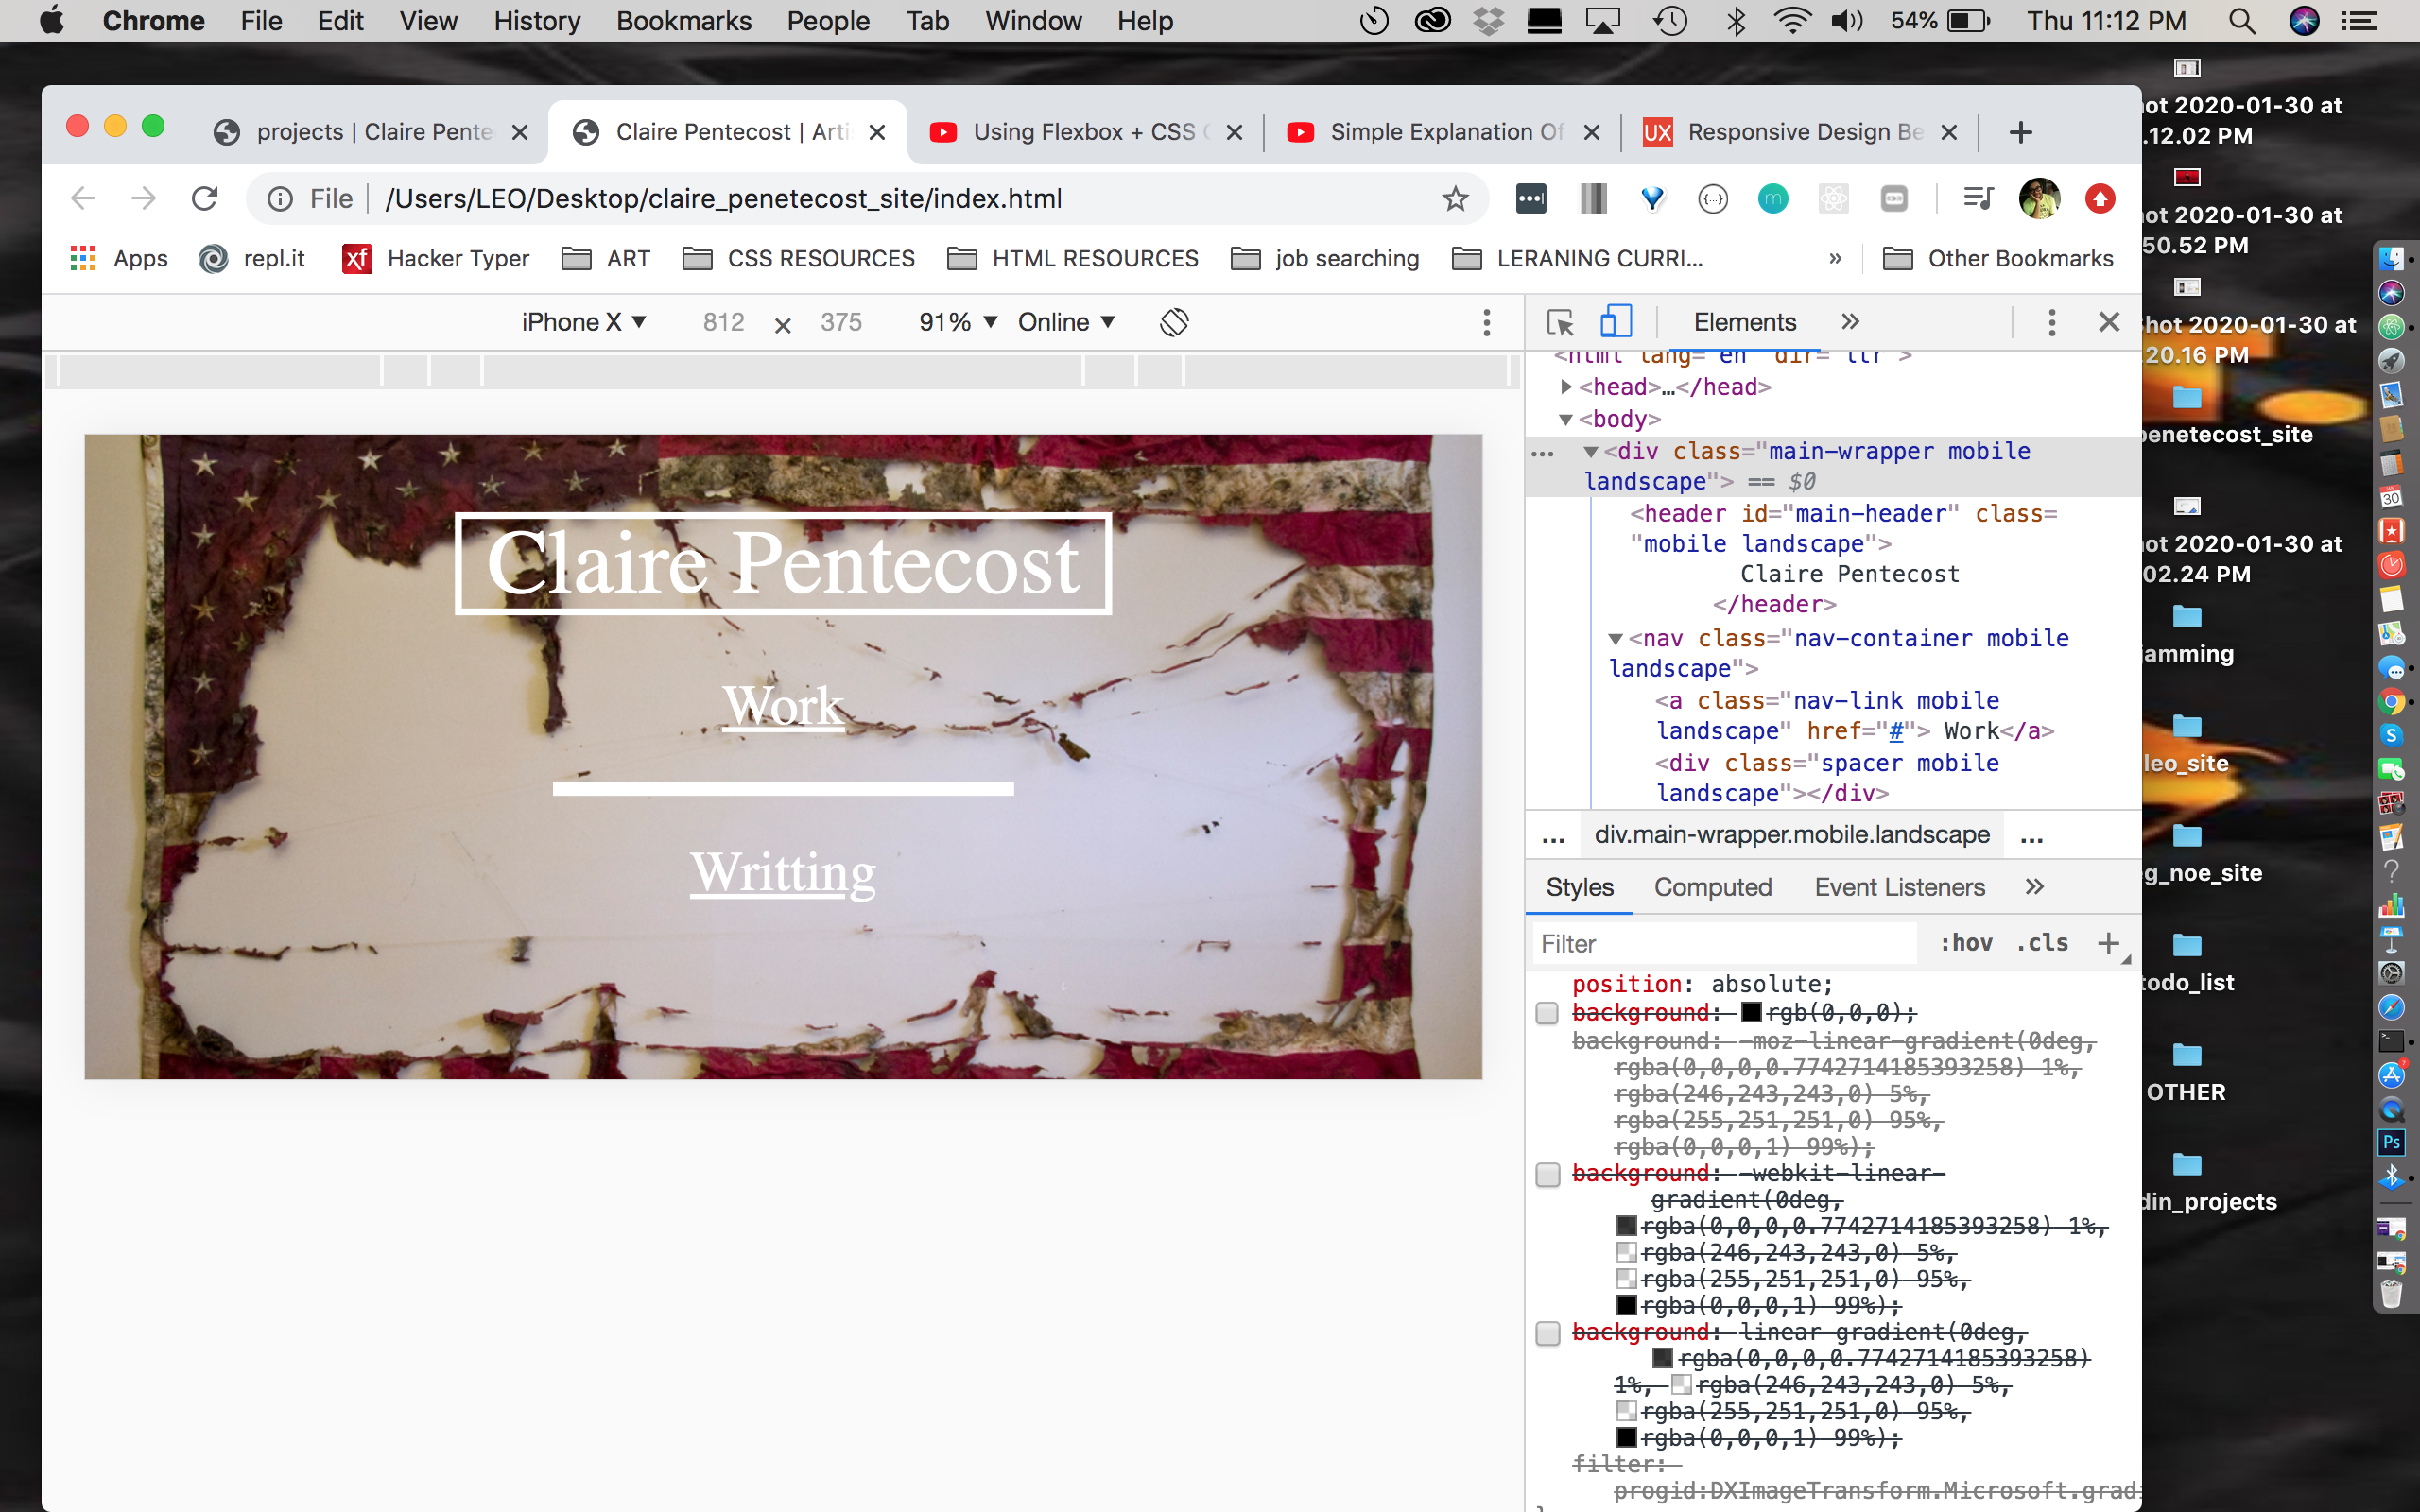 Chrome File Edit View History Bookmarks People Tab Window Help 54% Thu 11:12 PM
projects | Claire Pente Claire Pentecost | Arti Using Flexbox + CSS Simple Explanation Of UX Responsive Design Be
File /Users/LEO/Desktop/claire_penetecost_site/index.html
Apps repl.it xf Hacker Typer ART CSS RESOURCES HTML RESOURCES job searching LERANING CURRI... » Other Bookmarks
iPhone X 812 × 375 91% Online
Claire Pentecost
Work
Writting
Elements »
<html lang="en" dir="ltr">
<head>…</head>
<body>
<div class="main-wrapper mobile
landscape"> == $0
<header id="main-header" class=
"mobile landscape">
Claire Pentecost
</header>
<nav class="nav-container mobile
landscape">
<a class="nav-link mobile
landscape" href="#"> Work</a>
<div class="spacer mobile
landscape"></div>
... div.main-wrapper.mobile.landscape ...
Styles Computed Event Listeners »
Filter :hov .cls +
position: absolute;
background: rgb(0,0,0);
background: -moz-linear-gradient(0deg,
rgba(0,0,0,0.7742714185393258) 1%,
rgba(246,243,243,0) 5%,
rgba(255,251,251,0) 95%,
rgba(0,0,0,1) 99%);
background: -webkit-linear-
gradient(0deg,
rgba(0,0,0,0.7742714185393258) 1%,
rgba(246,243,243,0) 5%,
rgba(255,251,251,0) 95%,
rgba(0,0,0,1) 99%);
background: linear-gradient(0deg,
rgba(0,0,0,0.7742714185393258)
1%, rgba(246,243,243,0) 5%,
rgba(255,251,251,0) 95%,
rgba(0,0,0,1) 99%);
filter:
progid:DXImageTransform.Microsoft.gradi
ot 2020-01-30 at
.12.02 PM
ot 2020-01-30 at
50.52 PM
hot 2020-01-30 at
20.16 PM
penetecost_site
ot 2020-01-30 at
02.24 PM
jamming
leo_site
g_noe_site
todo_list
OTHER
din_projects
30
Ps